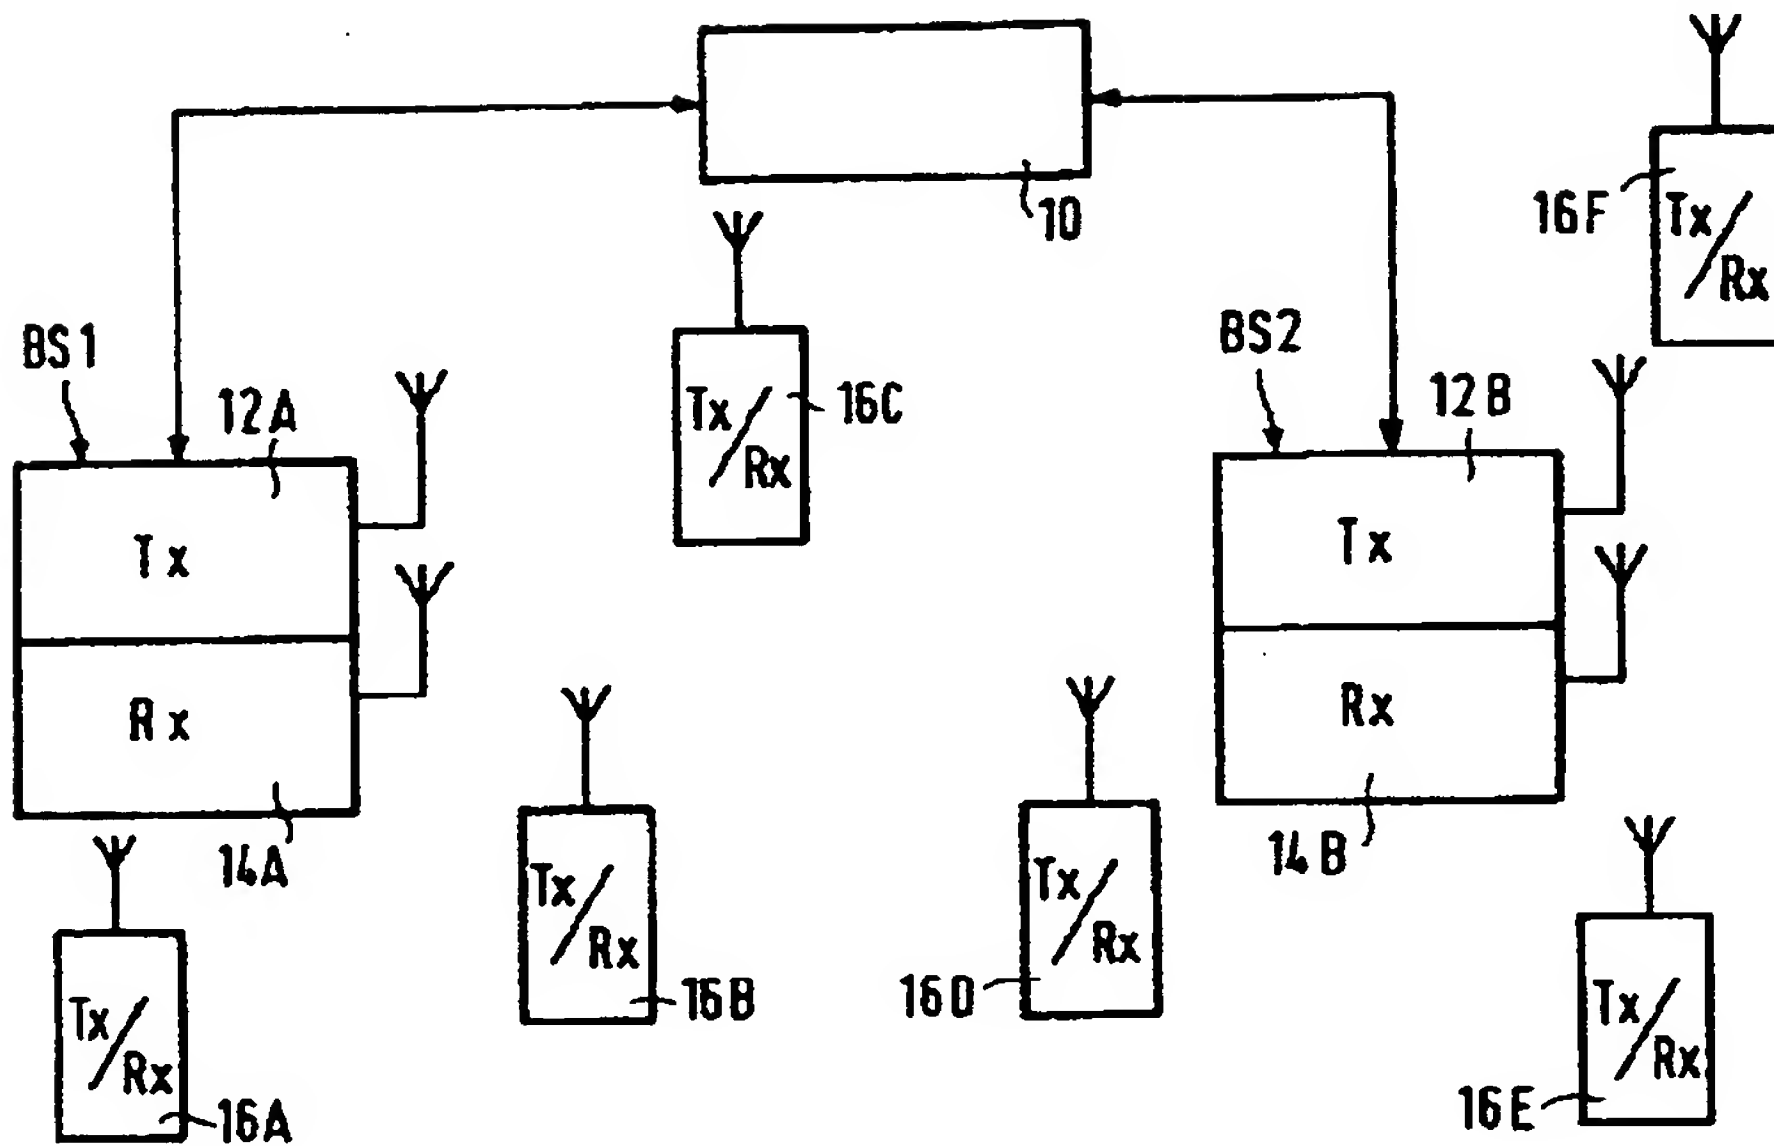 10
16F
Tx
/
Rx
BS1
12A
Tx
Rx
14A
Tx
/
Rx
16C
BS2
12B
Tx
Rx
14B
Tx
/
Rx
16B
Tx
/
Rx
16D
Tx
/
Rx
16A
Tx
/
Rx
16E